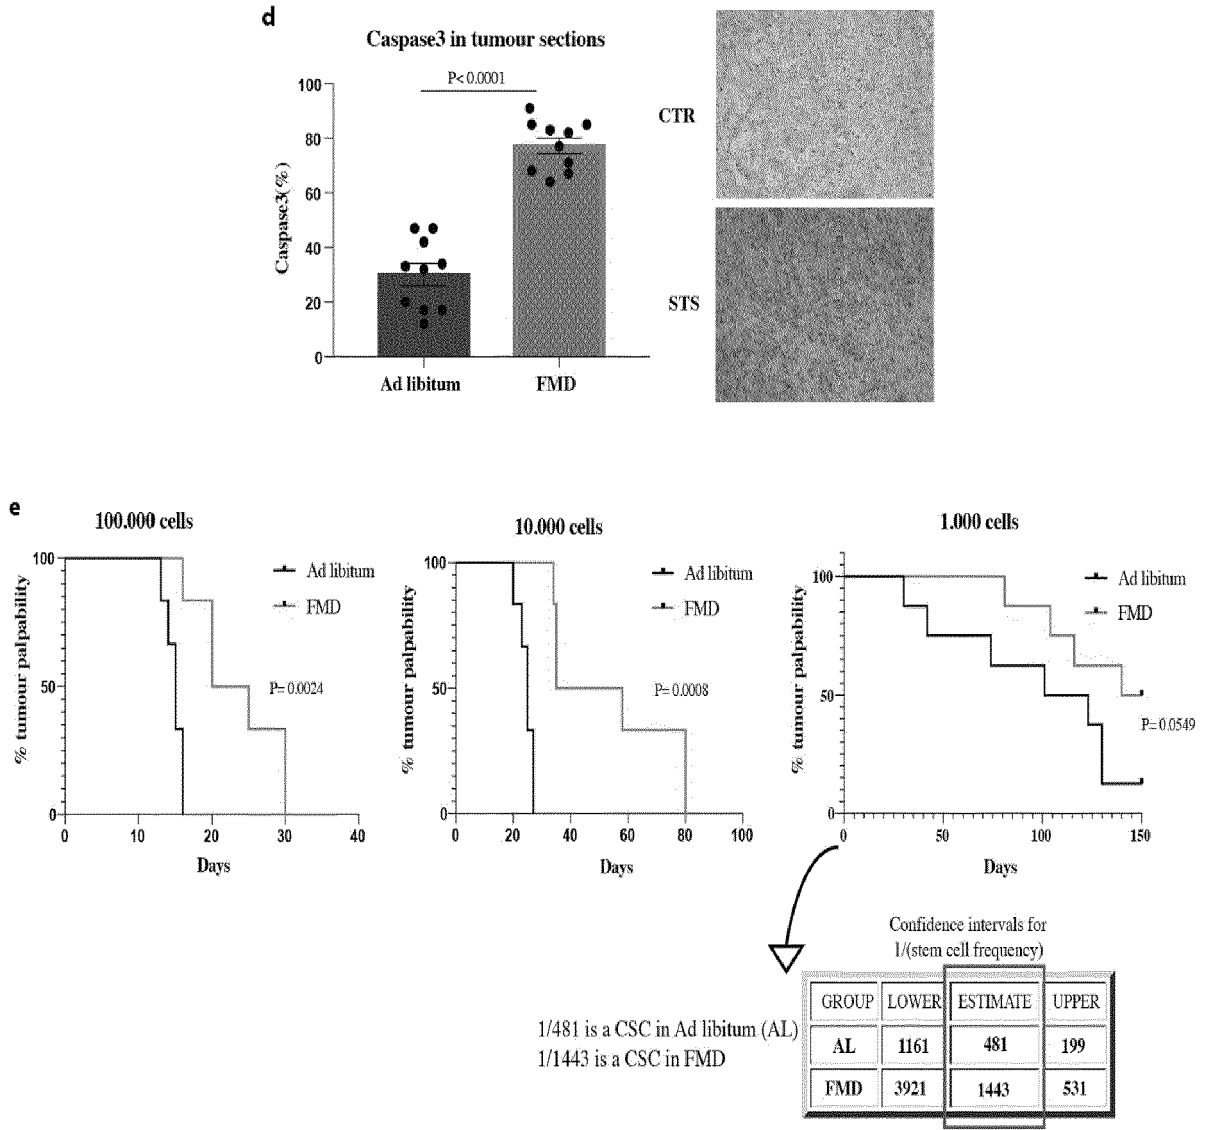 d
Caspase3 in tumour sections
P< 0.0001
100
80
60
40
20
0
Caspase3(%)
Ad libitum
FMD
CTR
STS
e
100.000 cells
100
50
0
% tumour palpability
Ad libitum
FMD
P= 0.0024
0 10 20 30 40
Days
10.000 cells
100
50
0
% tumour palpability
Ad libitum
FMD
P= 0.0008
0 20 40 60 80 100
Days
1.000 cells
100
50
0
% tumour palpability
Ad libitum
FMD
P= 0.0549
0 50 100 150
Days
Confidence intervals for
1/(stem cell frequency)
GROUP LOWER ESTIMATE UPPER
AL 1161 481 199
FMD 3921 1443 531
1/481 is a CSC in Ad libitum (AL)
1/1443 is a CSC in FMD